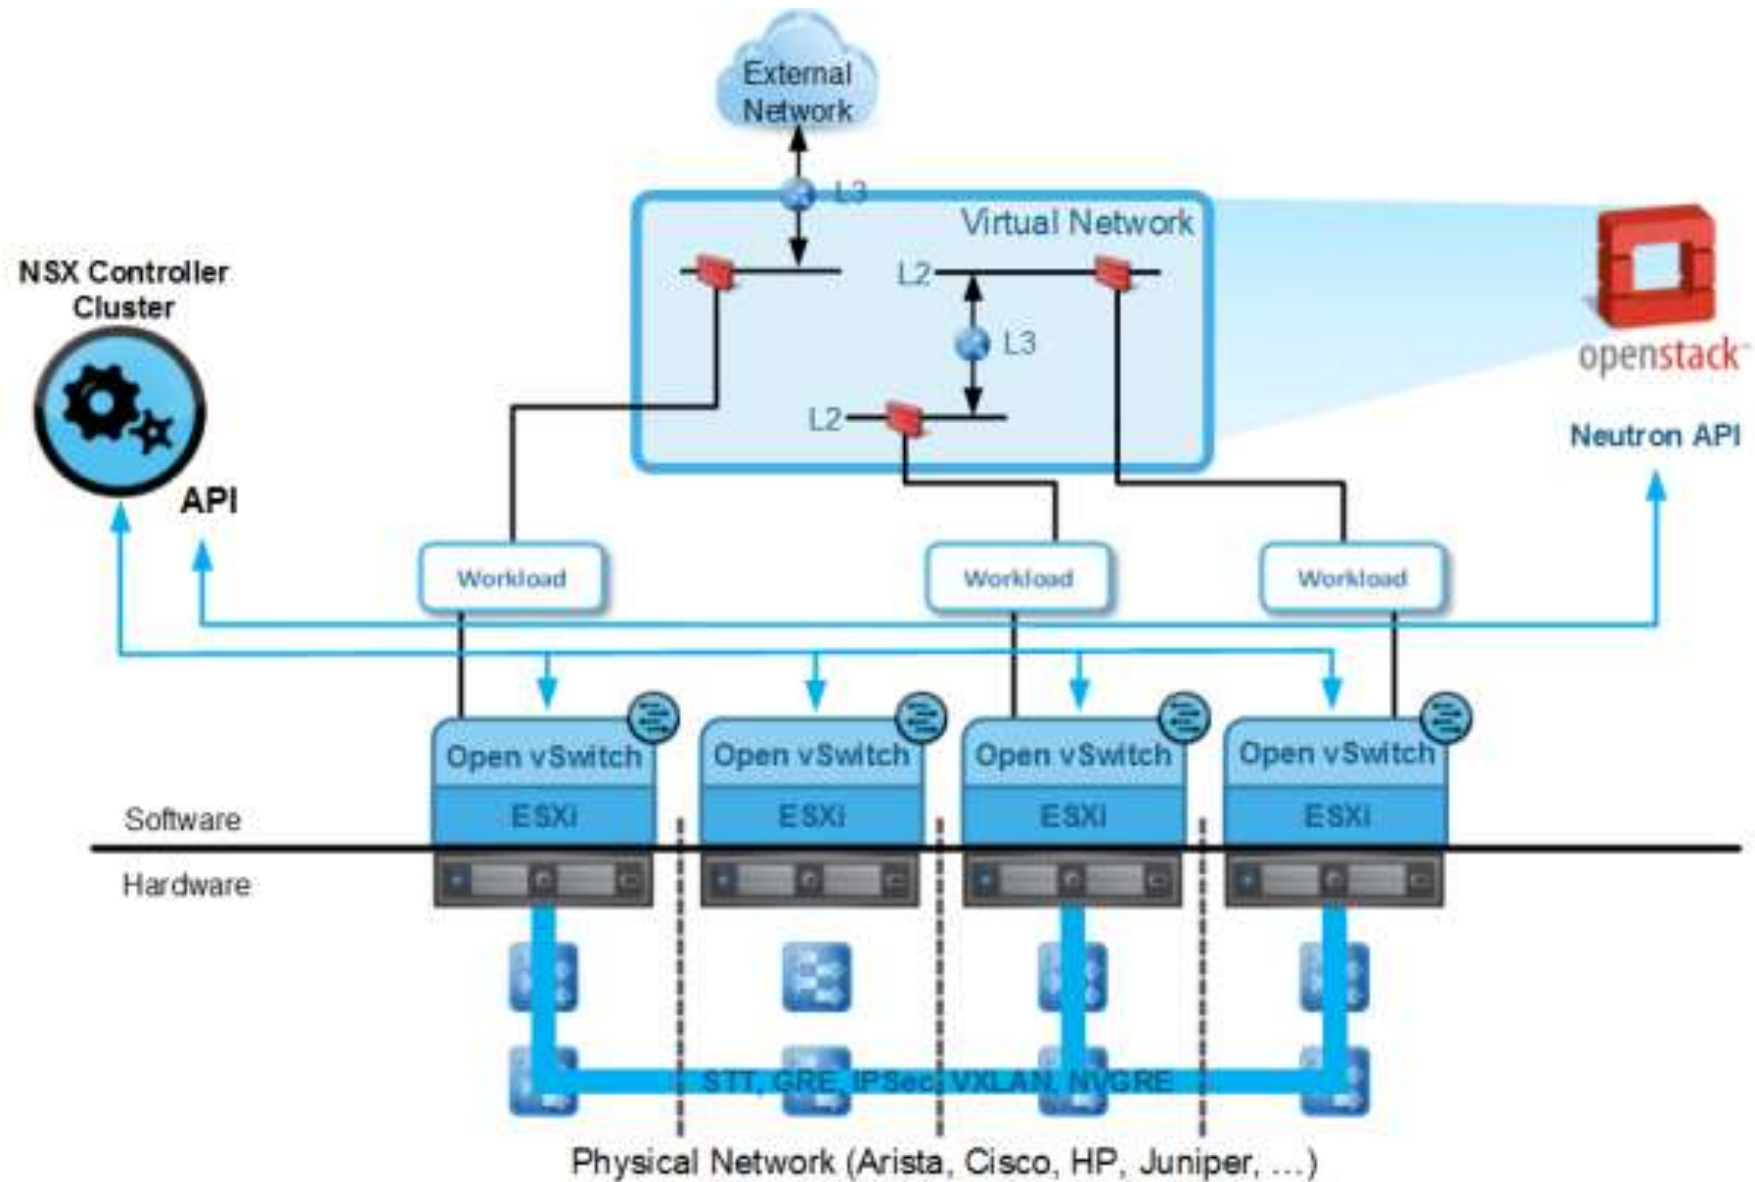 External
Network
L3
Virtual Network
NSX Controller
Cluster
L2
L3
openstack
L2
Neutron API
API
Workload
Workload
Workload
Open vSwitch
Open vSwitch
Open vSwitch
Open vSwitch
ESXi
ESXi
ESXi
ESXi
Software
Hardware
STT, GRE, IPSec, VXLAN, NVGRE
Physical Network (Arista, Cisco, HP, Juniper, ...)